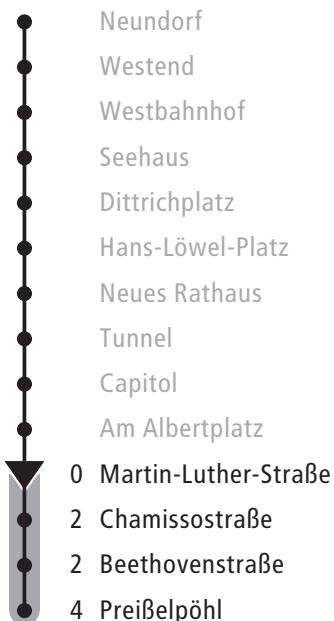 Neundorf
Westend
Westbahnhof
Seehaus
Dittrichplatz
Hans-Löwel-Platz
Neues Rathaus
Tunnel
Capitol
Am Albertplatz
0 Martin-Luther-Straße
2 Chamissostraße
2 Beethovenstraße
4 Preißelpöhl